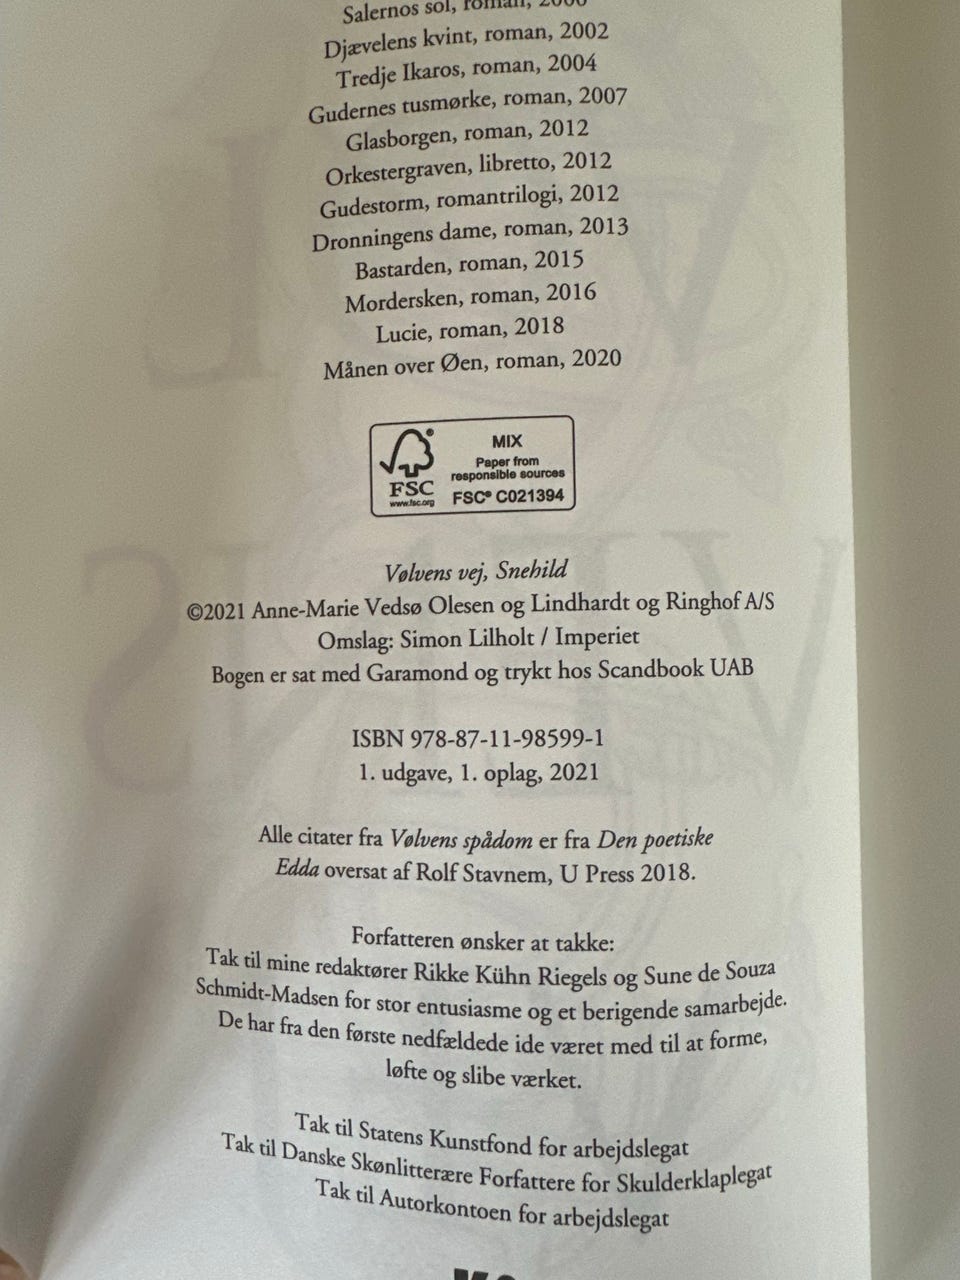 Salernos sol, roman, 2000
Djævelens kvint, roman, 2002
Tredje Ikaros, roman, 2004
Gudernes tusmørke, roman, 2007
Glasborgen, roman, 2012
Orkestergraven, libretto, 2012
Gudestorm, romantrilogi, 2012
Dronningens dame, roman, 2013
Bastarden, roman, 2015
Mordersken, roman, 2016
Lucie, roman, 2018
Månen over Øen, roman, 2020
FSC
www.fsc.org
MIX
Paper from
responsible sources
FSC® C021394
Vølvens vej, Snehild
©2021 Anne-Marie Vedsø Olesen og Lindhardt og Ringhof A/S
Omslag: Simon Lilholt / Imperiet
Bogen er sat med Garamond og trykt hos Scandbook UAB
ISBN 978-87-11-98599-1
1. udgave, 1. oplag, 2021
Alle citater fra Vølvens spådom er fra Den poetiske
Edda oversat af Rolf Stavnem, U Press 2018.
Forfatteren ønsker at takke:
Tak til mine redaktører Rikke Kühn Riegels og Sune de Souza
Schmidt-Madsen for stor entusiasme og et berigende samarbejde.
De har fra den første nedfældede ide været med til at forme,
løfte og slibe værket.
Tak til Statens Kunstfond for arbejdslegat
Tak til Danske Skønlitterære Forfattere for Skulderklaplegat
Tak til Autorkontoen for arbejdslegat